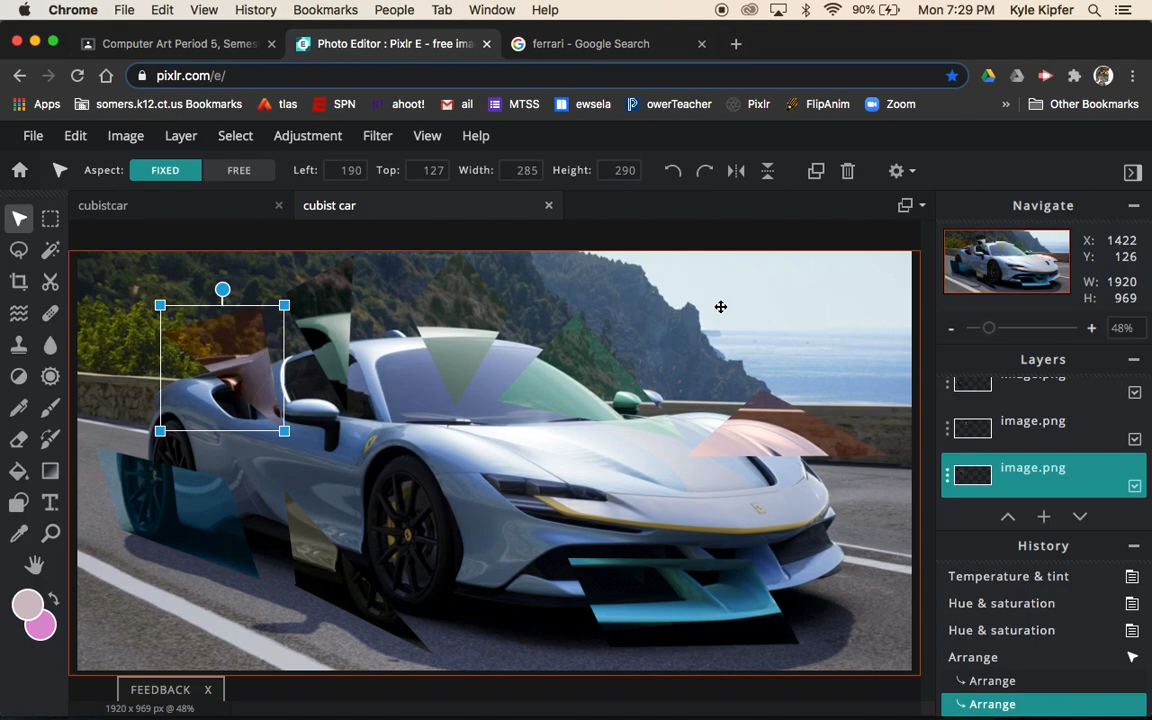 Chrome File Edit View History Bookmarks People Tab Window Help 90% Mon 7:29 PM Kyle Kipfer
Computer Art Period 5, Semes × Photo Editor : Pixlr E - free ima × ferrari - Google Search × +
pixlr.com/e/
Apps somers.k12.ct.us Bookmarks tlas SPN ahoot! ail MTSS ewsela owerTeacher Pixlr FlipAnim Zoom » Other Bookmarks
File Edit Image Layer Select Adjustment Filter View Help
Aspect: FIXED FREE Left: 190 Top: 127 Width: 285 Height: 290
cubistcar × cubist car ×
Navigate
X: 1422
Y: 126
W: 1920
H: 969
- + 48%
Layers
image.png
image.png
image.png
History
Temperature & tint
Hue & saturation
Hue & saturation
Arrange
Arrange
Arrange
FEEDBACK X
1920 x 969 px @ 48%